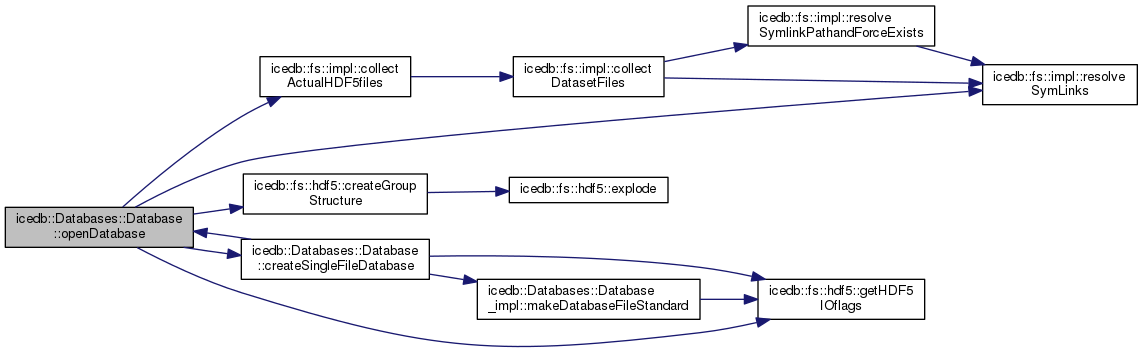 icedb::fs::impl::resolve
SymlinkPathandForceExists
icedb::fs::impl::collect
ActualHDF5files
icedb::fs::impl::collect
DatasetFiles
icedb::fs::impl::resolve
SymLinks
icedb::fs::hdf5::createGroup
Structure
icedb::fs::hdf5::explode
icedb::Databases::Database
::openDatabase
icedb::Databases::Database
::createSingleFileDatabase
icedb::Databases::Database
_impl::makeDatabaseFileStandard
icedb::fs::hdf5::getHDF5
IOflags